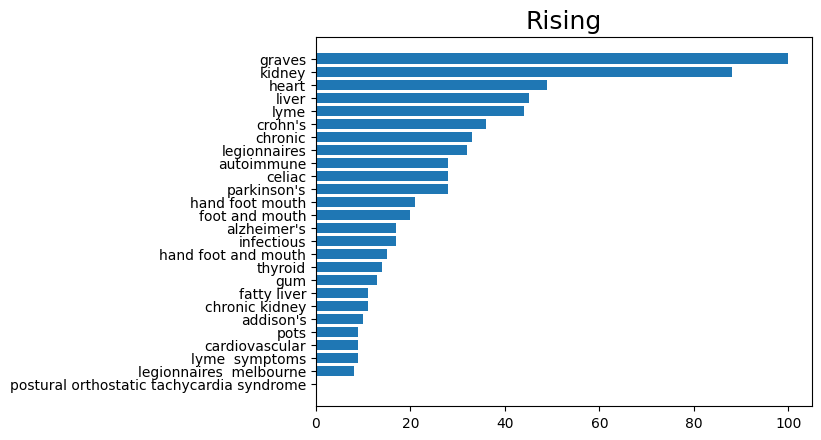 Rising
graves
kidney
heart
liver
lyme
crohn's
chronic
legionnaires
autoimmune
celiac
parkinson's
hand foot mouth
foot and mouth
alzheimer's
infectious
hand foot and mouth
thyroid
gum
fatty liver
chronic kidney
addison's
pots
cardiovascular
lyme  symptoms
legionnaires  melbourne
postural orthostatic tachycardia syndrome
0 20 40 60 80 100